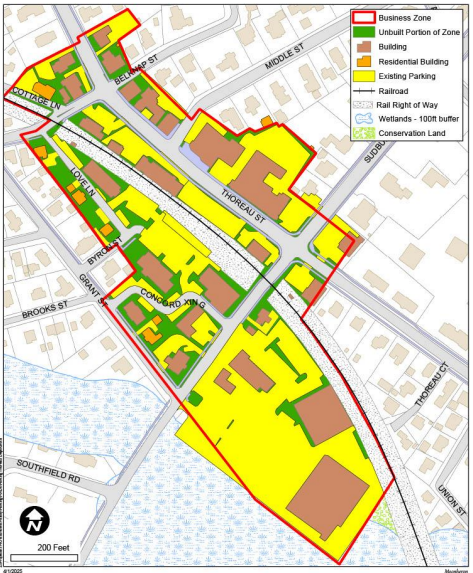 Business Zone
Unbuilt Portion of Zone
Building
Residential Building
Existing Parking
Railroad
Rail Right of Way
Wetlands - 100ft buffer
Conservation Land
BELKNAP ST
MIDDLE ST
COTTAGE LN
SUDBU
LOVE LN
THOREAU ST
BYRON ST
GRANT ST
CONCORD XING
BROOKS ST
THOREAU CT
SOUTHFIELD RD
UNION ST
N
200 Feet
4/1/2025